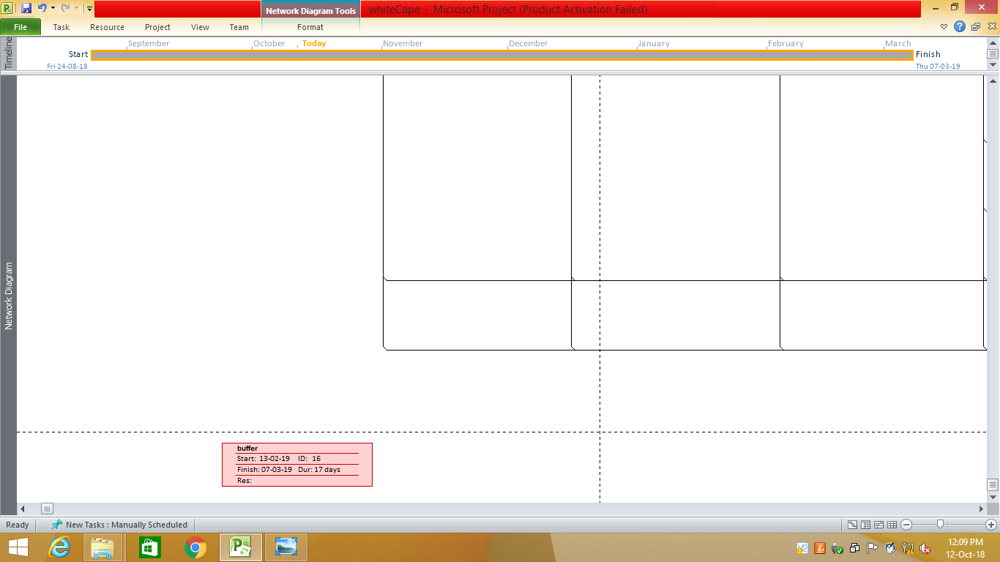 Network Diagram Tools
whiteCape - Microsoft Project (Product Activation Failed)
File Task Resource Project View Team Format
Timeline
September October Today November December January February March
Start Finish
Fri 24-08-18 Thu 07-03-19
Network Diagram
buffer
Start: 13-02-19 ID: 16
Finish: 07-03-19 Dur: 17 days
Res:
Ready New Tasks : Manually Scheduled
12:09 PM
12-Oct-18